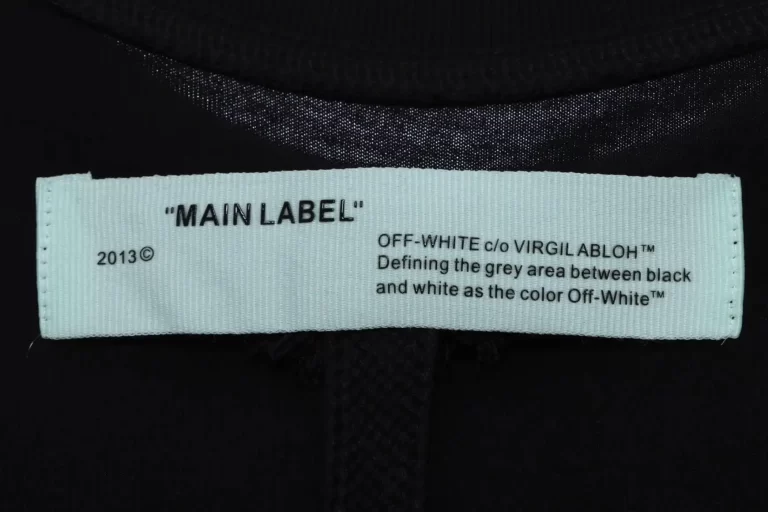 "MAIN LABEL"
2013©
OFF-WHITE c/o VIRGIL ABLOH™
Defining the grey area between black
and white as the color Off-White™